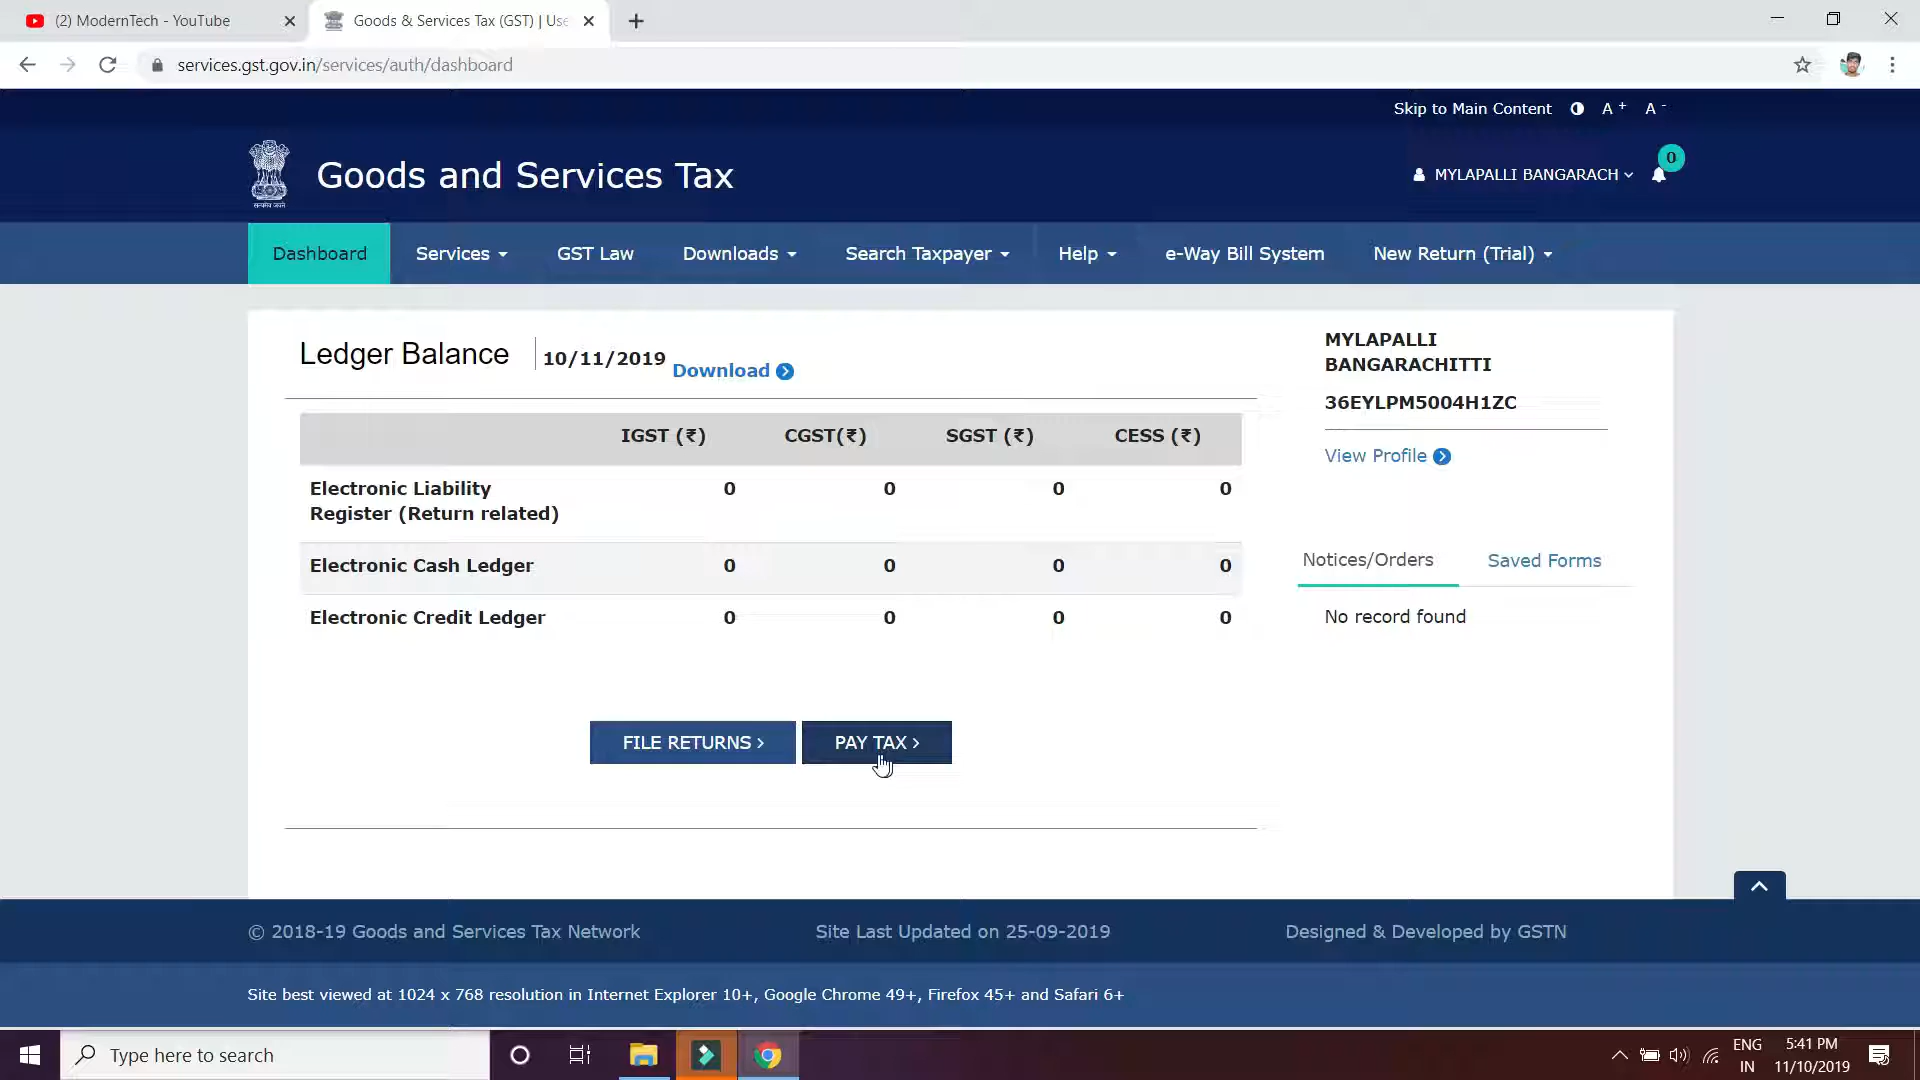 (2) ModernTech - YouTube
Goods & Services Tax (GST) | Use
services.gst.gov.in/services/auth/dashboard
Skip to Main Content A + A -
सत्यमेव जयते
Goods and Services Tax
MYLAPALLI BANGARACH
0
Dashboard Services GST Law Downloads Search Taxpayer Help e-Way Bill System New Return (Trial)
Ledger Balance 10/11/2019 Download
IGST (₹) CGST(₹) SGST (₹) CESS (₹)
Electronic Liability
Register (Return related) 0 0 0 0
Electronic Cash Ledger 0 0 0 0
Electronic Credit Ledger 0 0 0 0
FILE RETURNS > PAY TAX >
MYLAPALLI
BANGARACHITTI
36EYLPM5004H1ZC
View Profile
Notices/Orders Saved Forms
No record found
© 2018-19 Goods and Services Tax Network Site Last Updated on 25-09-2019 Designed & Developed by GSTN
Site best viewed at 1024 x 768 resolution in Internet Explorer 10+, Google Chrome 49+, Firefox 45+ and Safari 6+
Type here to search
ENG
IN
5:41 PM
11/10/2019